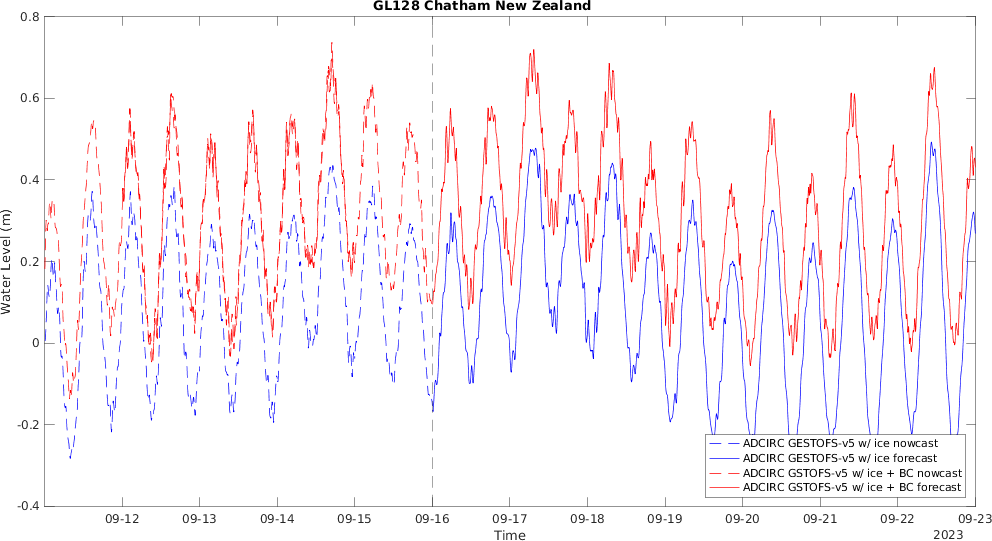 GL128 Chatham New Zealand
0.8
0.6
0.4
0.2
0
-0.2
-0.4
Water Level (m)
ADCIRC GESTOFS-v5 w/ ice nowcast
ADCIRC GESTOFS-v5 w/ ice forecast
ADCIRC GSTOFS-v5 w/ ice + BC nowcast
ADCIRC GSTOFS-v5 w/ ice + BC forecast
09-12 09-13 09-14 09-15 09-16 09-17 09-18 09-19 09-20 09-21 09-22 09-23
Time
2023